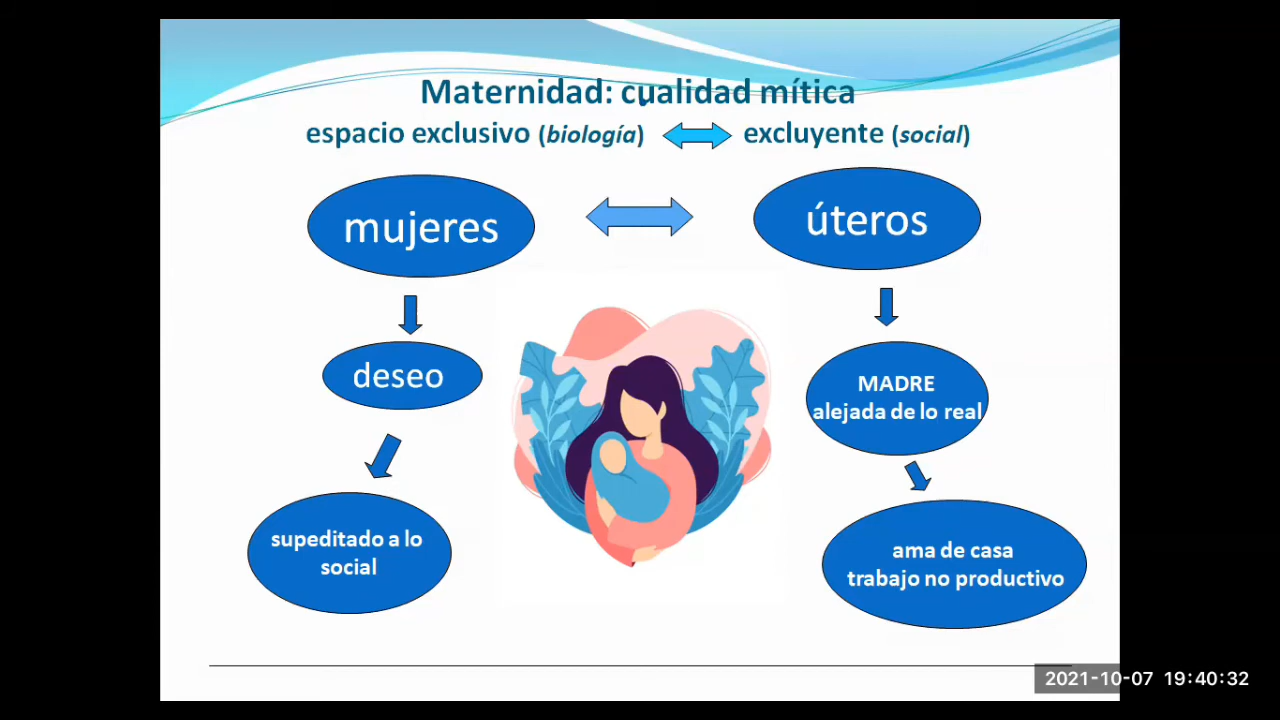 Maternidad: cualidad mítica
espacio exclusivo (biología) excluyente (social)
mujeres
úteros
deseo
MADRE
alejada de lo real
supeditado a lo
social
ama de casa
trabajo no productivo
2021-10-07 19:40:32